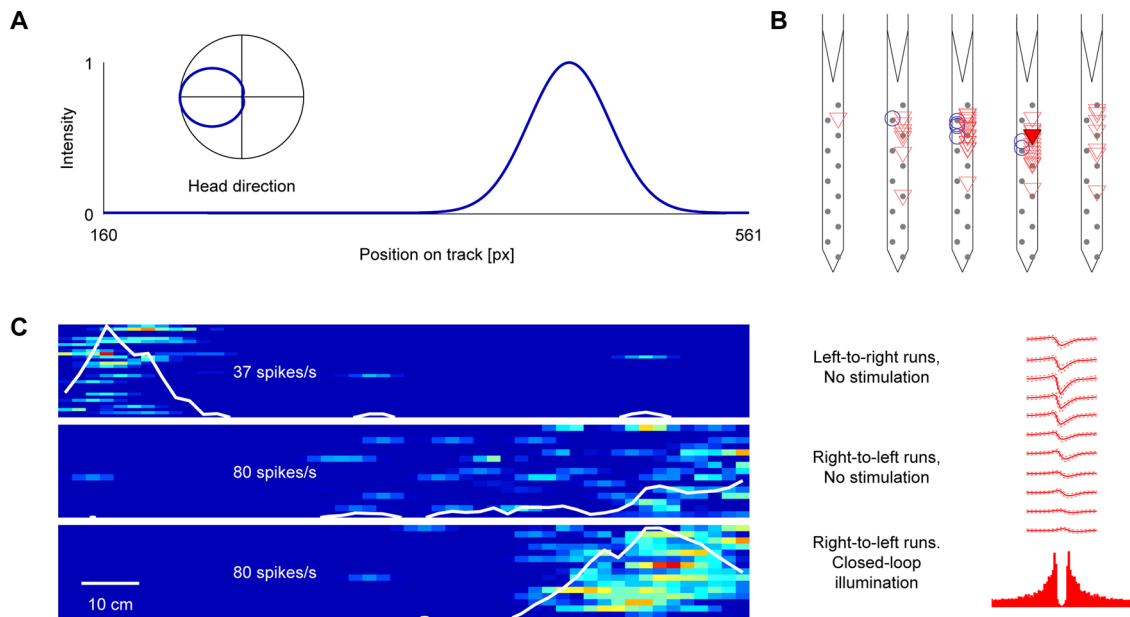 A
B
1
Intensity
Head direction
0
160
Position on track [px]
561
C
37 spikes/s
Left-to-right runs,
No stimulation
80 spikes/s
Right-to-left runs,
No stimulation
80 spikes/s
Right-to-left runs.
Closed-loop
illumination
10 cm